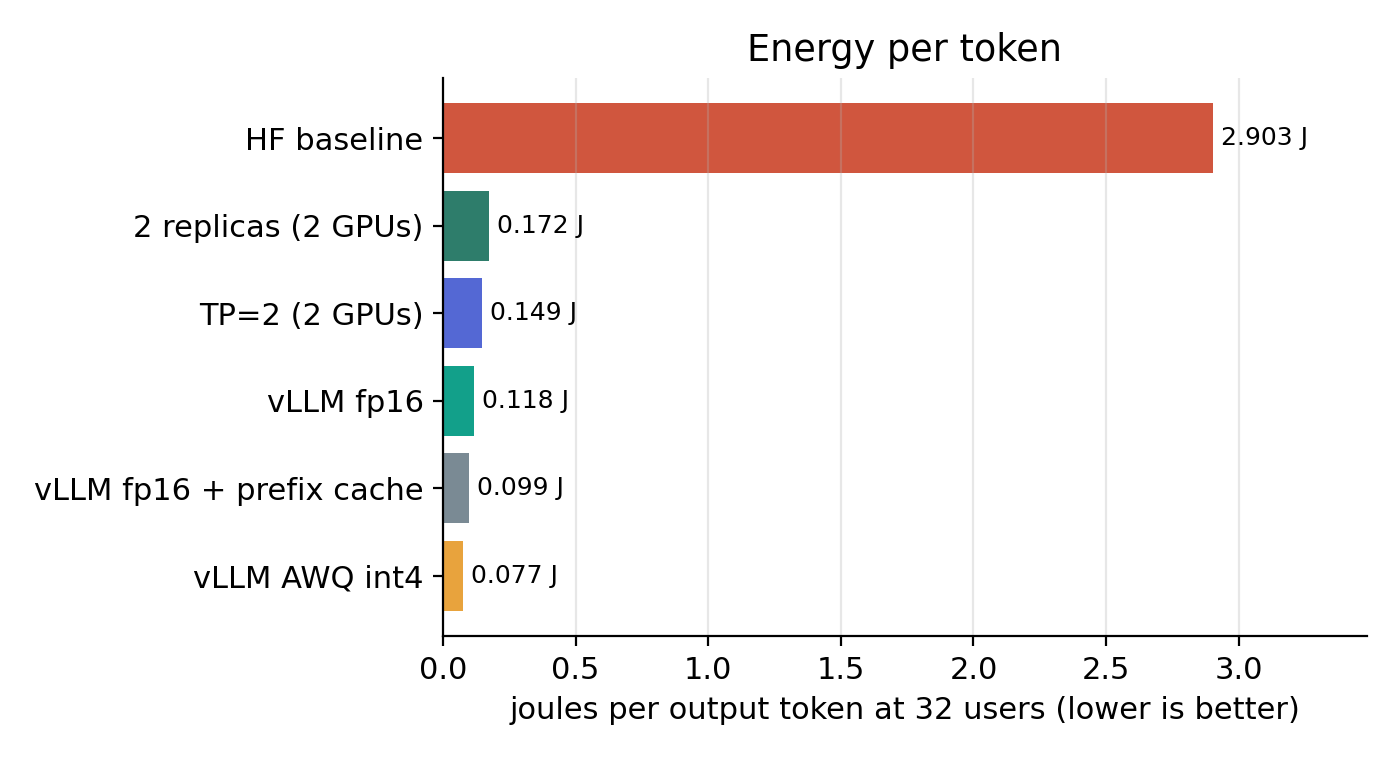 Energy per token
HF baseline
2.903 J
2 replicas (2 GPUs)
0.172 J
TP=2 (2 GPUs)
0.149 J
vLLM fp16
0.118 J
vLLM fp16 + prefix cache
0.099 J
vLLM AWQ int4
0.077 J
0.0 0.5 1.0 1.5 2.0 2.5 3.0
joules per output token at 32 users (lower is better)